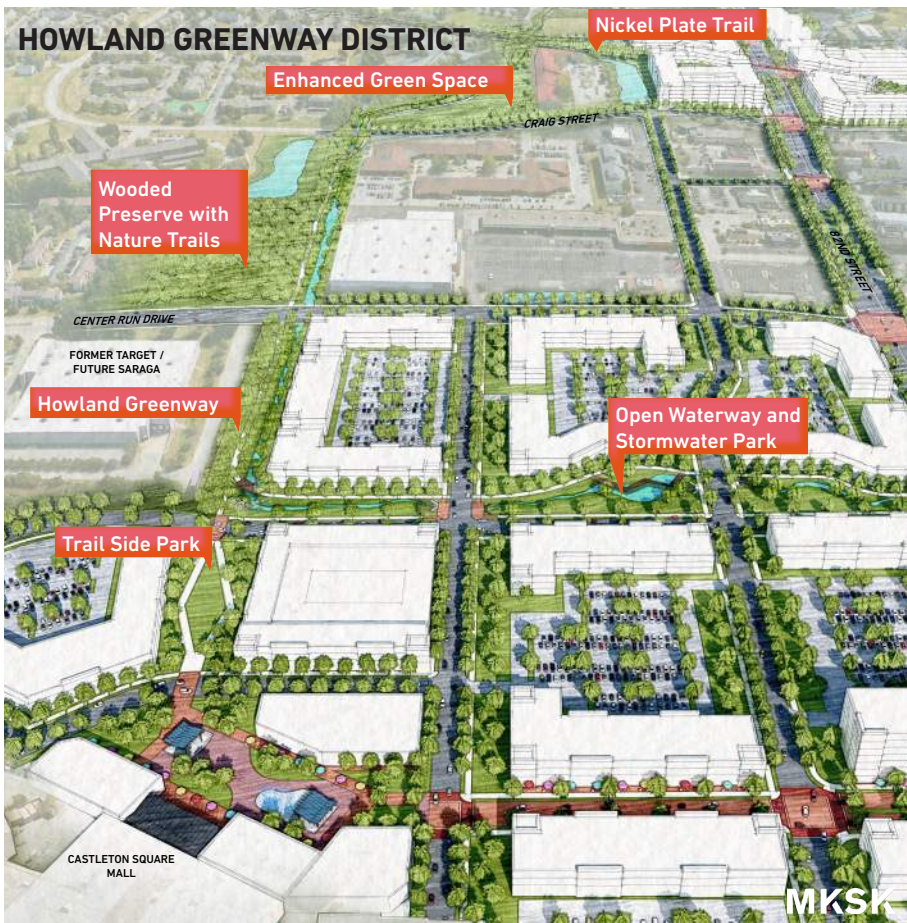 HOWLAND GREENWAY DISTRICT
Nickel Plate Trail
Enhanced Green Space
CRAIG STREET
Wooded
Preserve with
Nature Trails
82ND STREET
CENTER RUN DRIVE
FORMER TARGET /
FUTURE SARAGA
Howland Greenway
Open Waterway and
Stormwater Park
Trail Side Park
CASTLETON SQUARE
MALL
MKSK